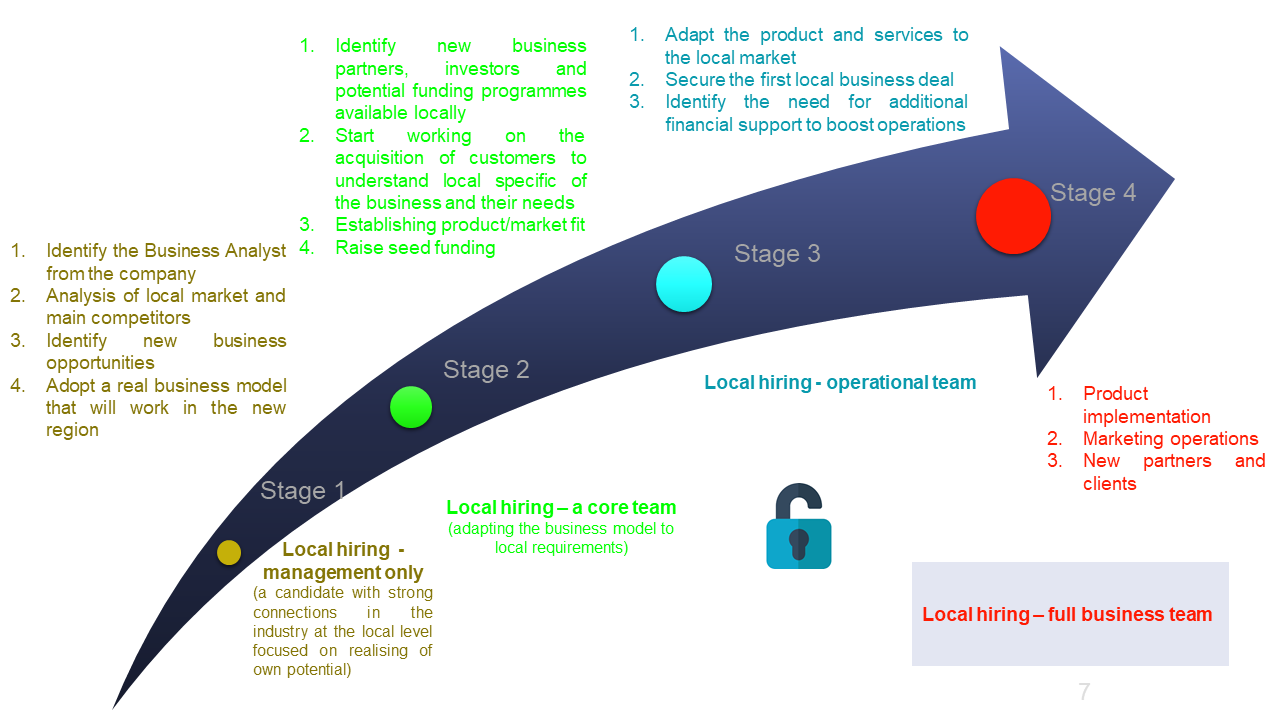 1. Identify the Business Analyst
from the company
2. Analysis of local market and
main competitors
3. Identify new business
opportunities
4. Adopt a real business model
that will work in the new
region
1. Identify new business
partners, investors and
potential funding programmes
available locally
2. Start working on the
acquisition of customers to
understand local specific of
the business and their needs
3. Establishing product/market fit
4. Raise seed funding
1. Adapt the product and services to
the local market
2. Secure the first local business deal
3. Identify the need for additional
financial support to boost operations
Stage 4
Stage 3
Stage 2
Stage 1
Local hiring - operational team
1. Product
implementation
2. Marketing operations
3. New partners and
clients
Local hiring – a core team
(adapting the business model to
local requirements)
Local hiring -
management only
(a candidate with strong
connections in the
industry at the local level
focused on realising of
own potential)
Local hiring – full business team
7